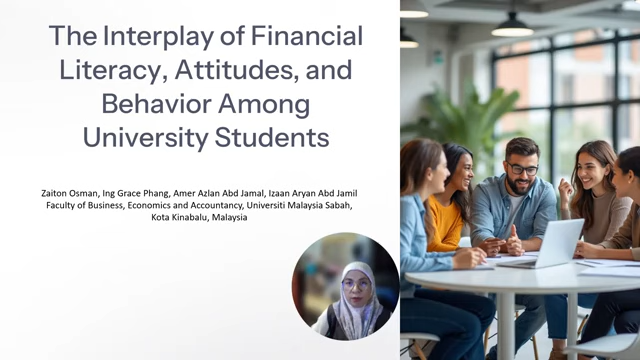 The Interplay of Financial
Literacy, Attitudes, and
Behavior Among
University Students
Zaiton Osman, Ing Grace Phang, Amer Azlan Abd Jamal, Izaan Aryan Abd Jamil
Faculty of Business, Economics and Accountancy, Universiti Malaysia Sabah,
Kota Kinabalu, Malaysia